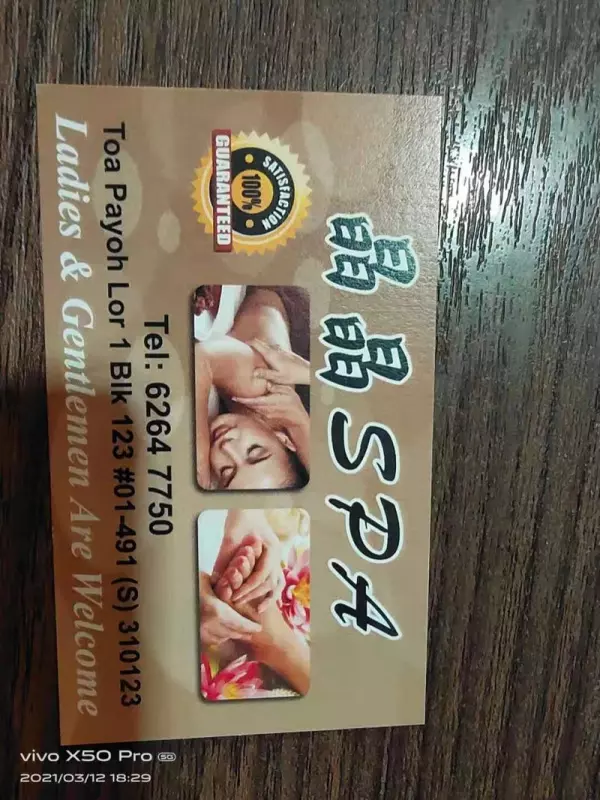 晶晶SPA
SATISFACTION
100%
GUARANTEED
Tel: 6264 7750
Toa Payoh Lor 1 Blk 123 #01-491 (S) 310123
Ladies & Gentlemen Are Welcome
vivo X50 Pro 5G
2021/03/12 18:29